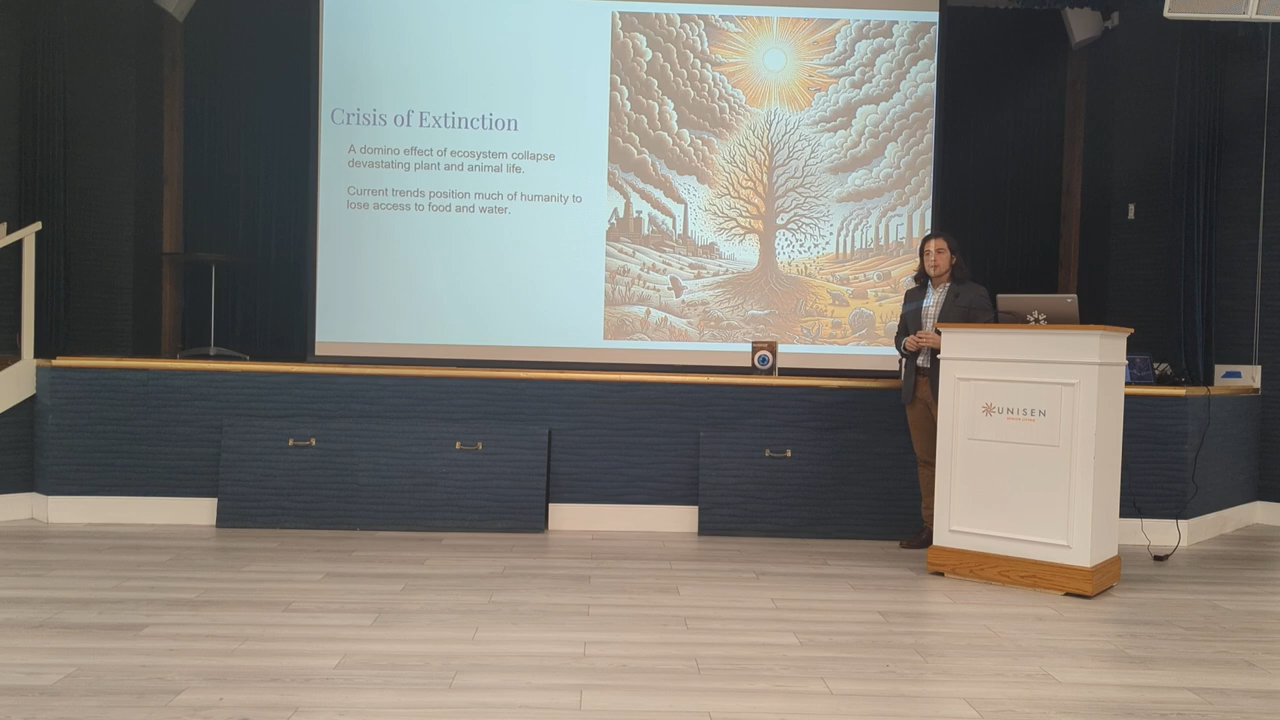 Crisis of Extinction
A domino effect of ecosystem collapse
devastating plant and animal life.
Current trends position much of humanity to
lose access to food and water.
UNISEN